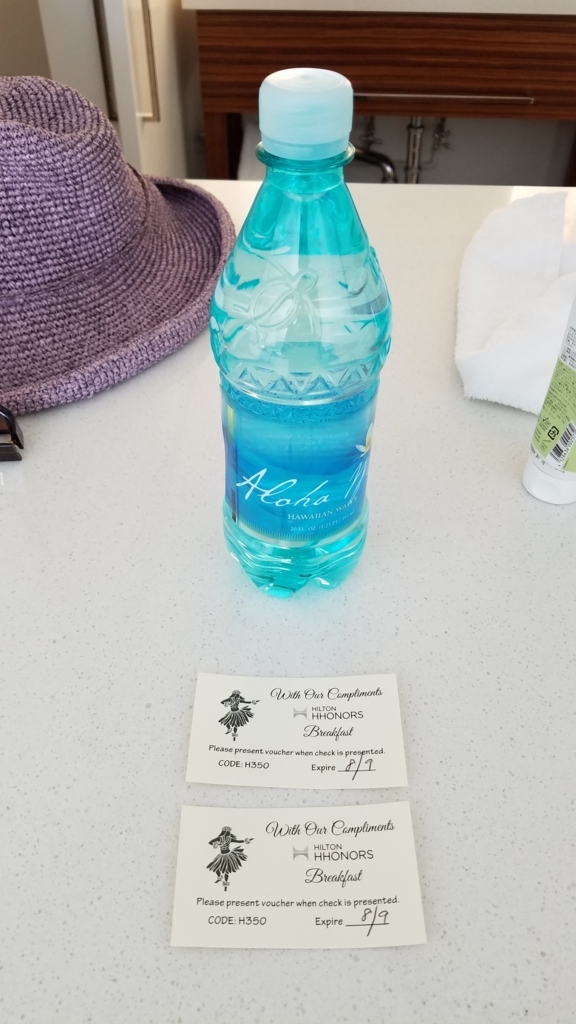 Aloha
HAWAIIAN
With Our Compliments
HILTON
HHONORS
Breakfast
Please present voucher when check is presented.
CODE: H350 Expire 8/9
With Our Compliments
HILTON
HHONORS
Breakfast
Please present voucher when check is presented.
CODE: H350 Expire 8/9